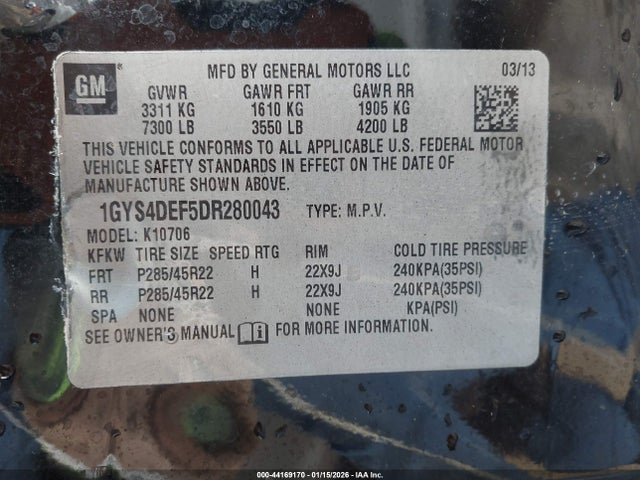 GM
MFD BY GENERAL MOTORS LLC 03/13
GVWR GAWR FRT GAWR RR
3311 KG 1610 KG 1905 KG
7300 LB 3550 LB 4200 LB
THIS VEHICLE CONFORMS TO ALL APPLICABLE U.S. FEDERAL MOTOR
VEHICLE SAFETY STANDARDS IN EFFECT ON THE DATE OF
MANUFACTURE SHOWN ABOVE.
1GYS4DEF5DR280043 TYPE: M.P.V.
MODEL: K10706
KFKW TIRE SIZE SPEED RTG RIM COLD TIRE PRESSURE
FRT P285/45R22 H 22X9J 240KPA(35PSI)
RR P285/45R22 H 22X9J 240KPA(35PSI)
SPA NONE NONE KPA(PSI)
SEE OWNER'S MANUAL FOR MORE INFORMATION.
000-44169170 - 01/15/2026 - IAA Inc.